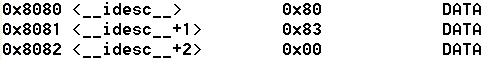 0x8080 <__idesc__> 0x80 DATA
0x8081 <__idesc__+1> 0x83 DATA
0x8082 <__idesc__+2> 0x00 DATA